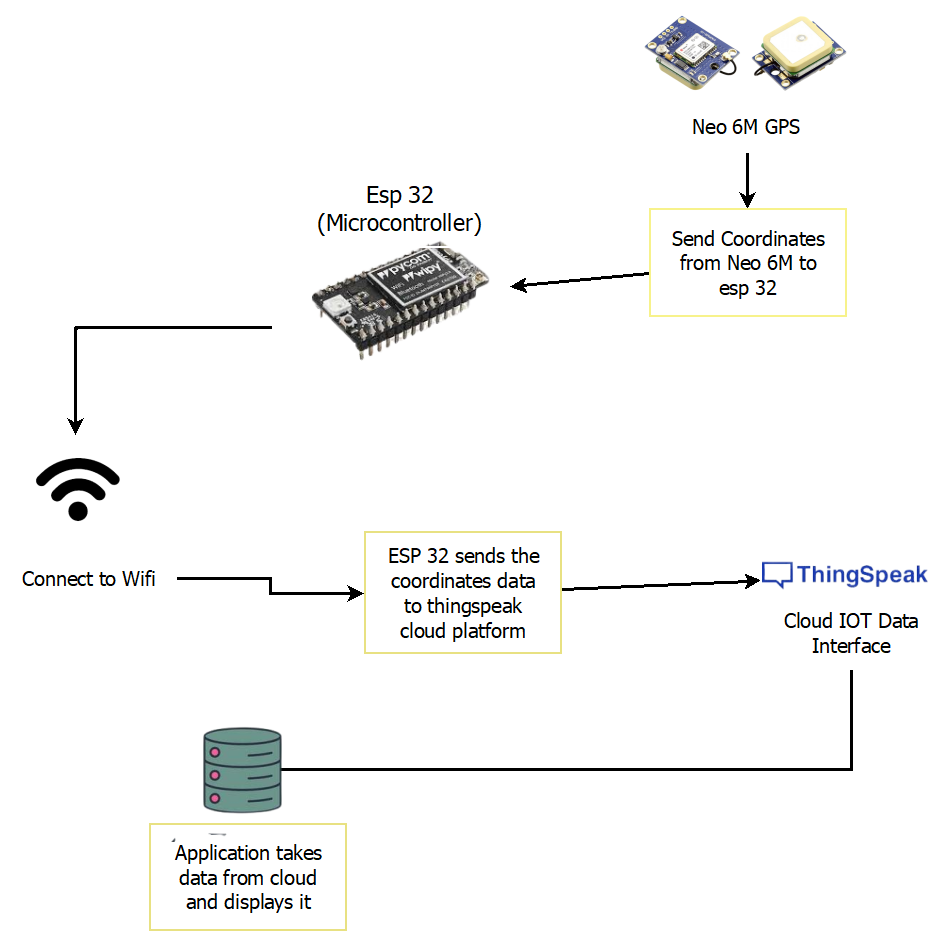 Neo 6M GPS
Esp 32
(Microcontroller)
Send Coordinates
from Neo 6M to
esp 32
pycom
wipy
WiFi
Bluetooth
Connect to Wifi
ESP 32 sends the
coordinates data
to thingspeak
cloud platform
ThingSpeak
Cloud IOT Data
Interface
Application takes
data from cloud
and displays it